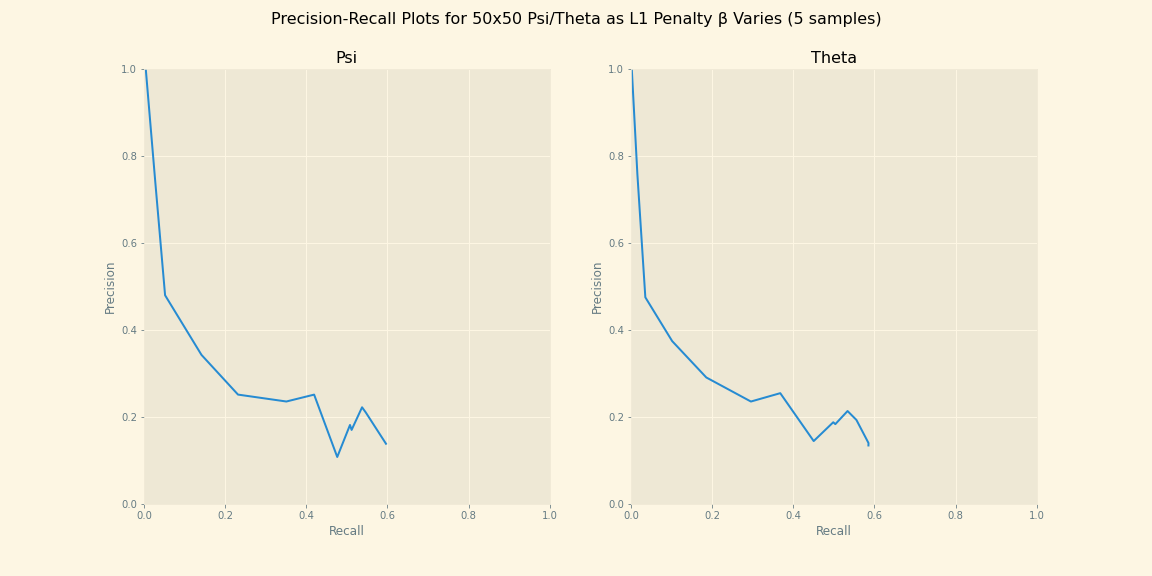 Precision-Recall Plots for 50x50 Psi/Theta as L1 Penalty β Varies (5 samples)
Psi
1.0
0.8
0.6
0.4
0.2
0.0
Precision
0.0 0.2 0.4 0.6 0.8 1.0
Recall
Theta
1.0
0.8
0.6
0.4
0.2
0.0
Precision
0.0 0.2 0.4 0.6 0.8 1.0
Recall